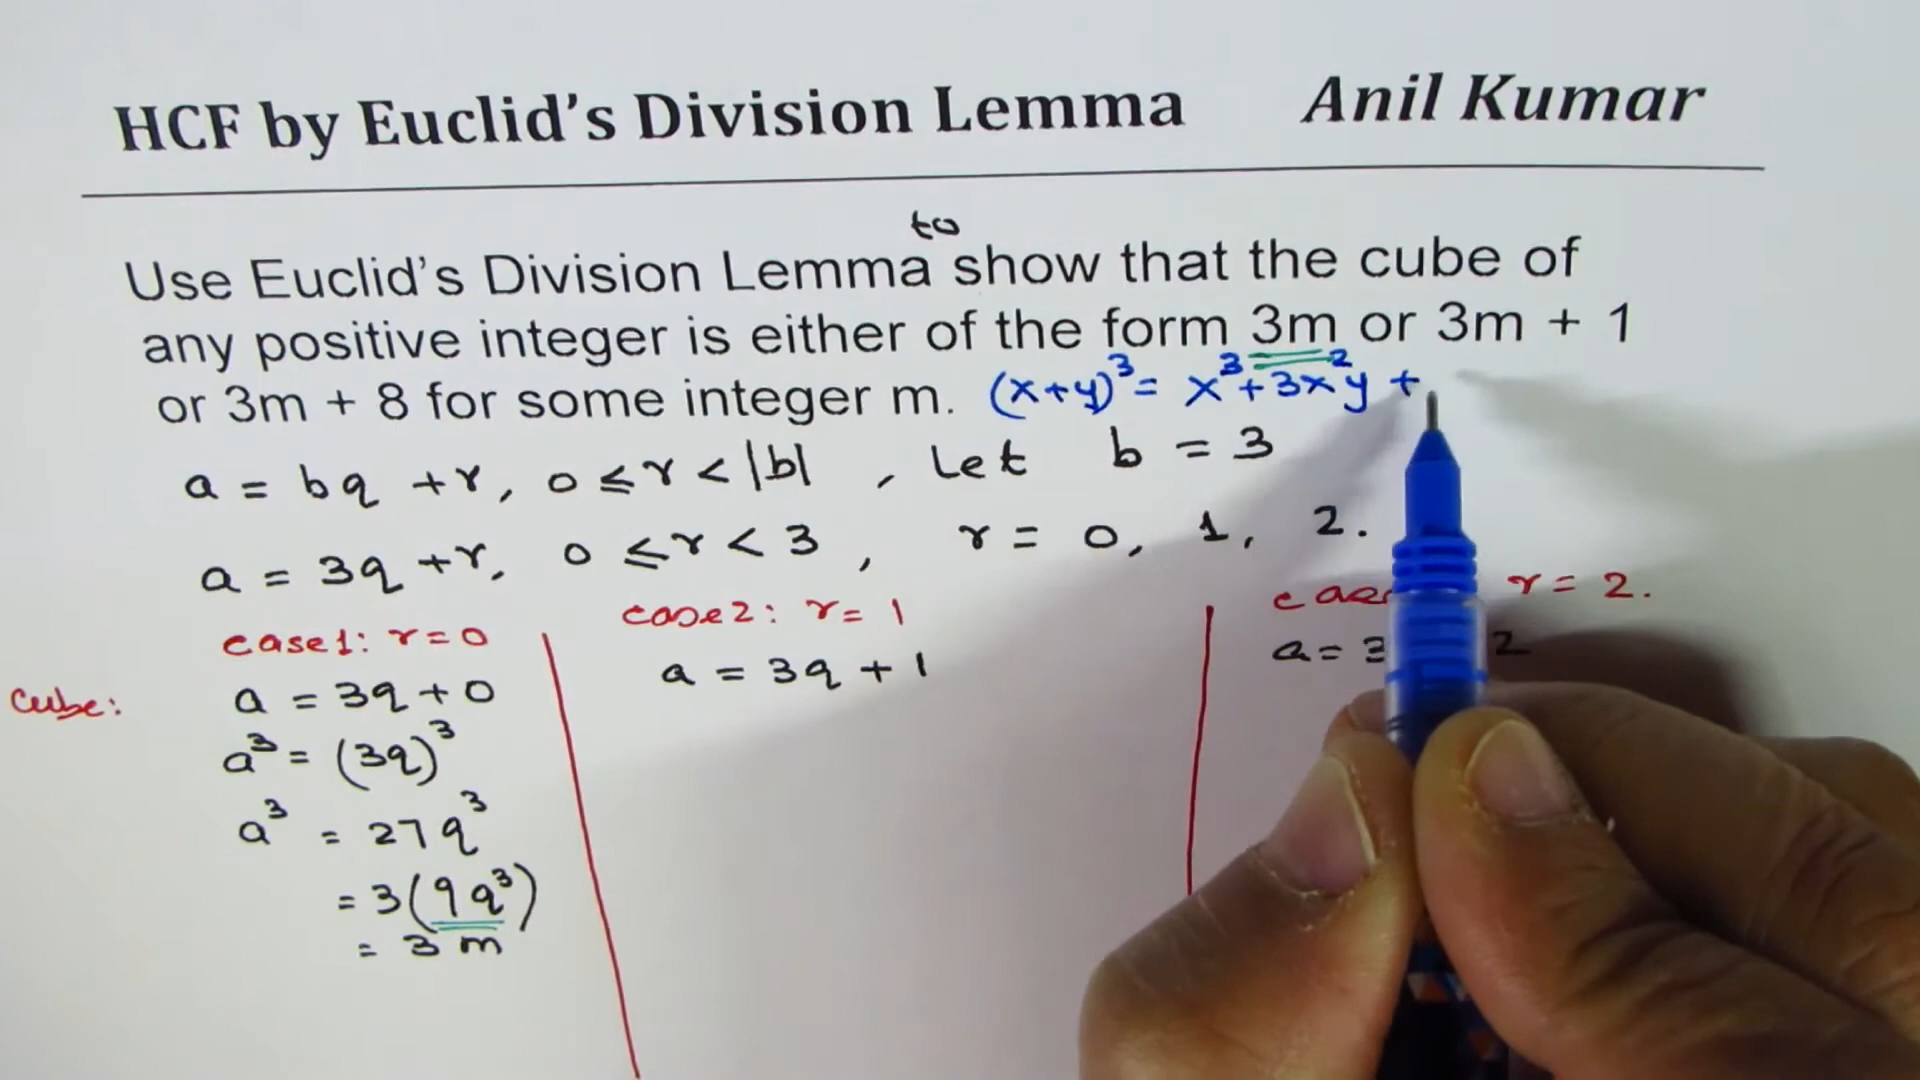 HCF by Euclid's Division Lemma Anil Kumar
to
Use Euclid's Division Lemma show that the cube of
any positive integer is either of the form 3m or 3m + 1
or 3m + 8 for some integer m. (x+y)³ = x³+3x²y +
a = bq + r, 0 ≤ r < |b| , Let b = 3
a = 3q + r, 0 ≤ r < 3 , r = 0, 1, 2.
case1: r = 0
case2: r = 1
r = 2.
Cube:
a = 3q + 0
a³ = (3q)³
a³ = 27q³
= 3(9q³)
= 3m
a = 3q + 1
a = 3 2